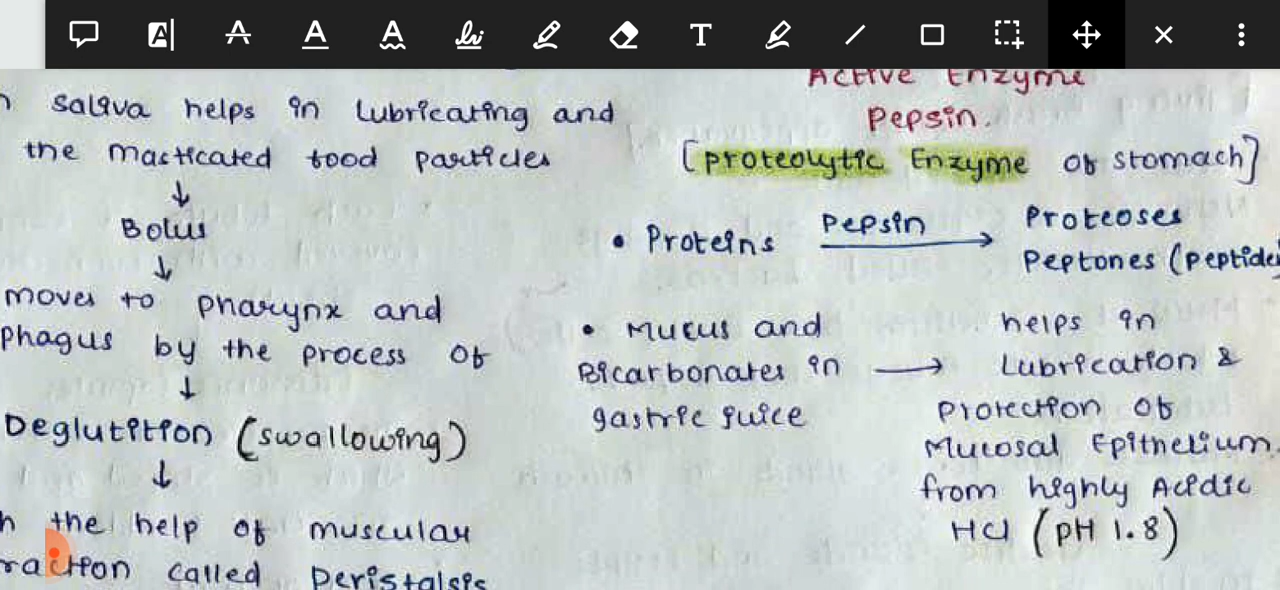 saliva helps in Lubricating and
the masticated food particles
↓
Bolus
↓
moves to pharynx and
phagus by the process of
↓
Deglutition (swallowing)
↓
the help of muscular
raction called peristalsis
Active Enzyme
Pepsin.
[proteolytic Enzyme of stomach]
• Proteins Pepsin → Proteoses
Peptones (peptides
• Mucus and
Bicarbonates in →
gastric juice
helps in
Lubrication &
Protection of
Mucosal Epithelium
from highly Acidic
HCl (pH 1.8)